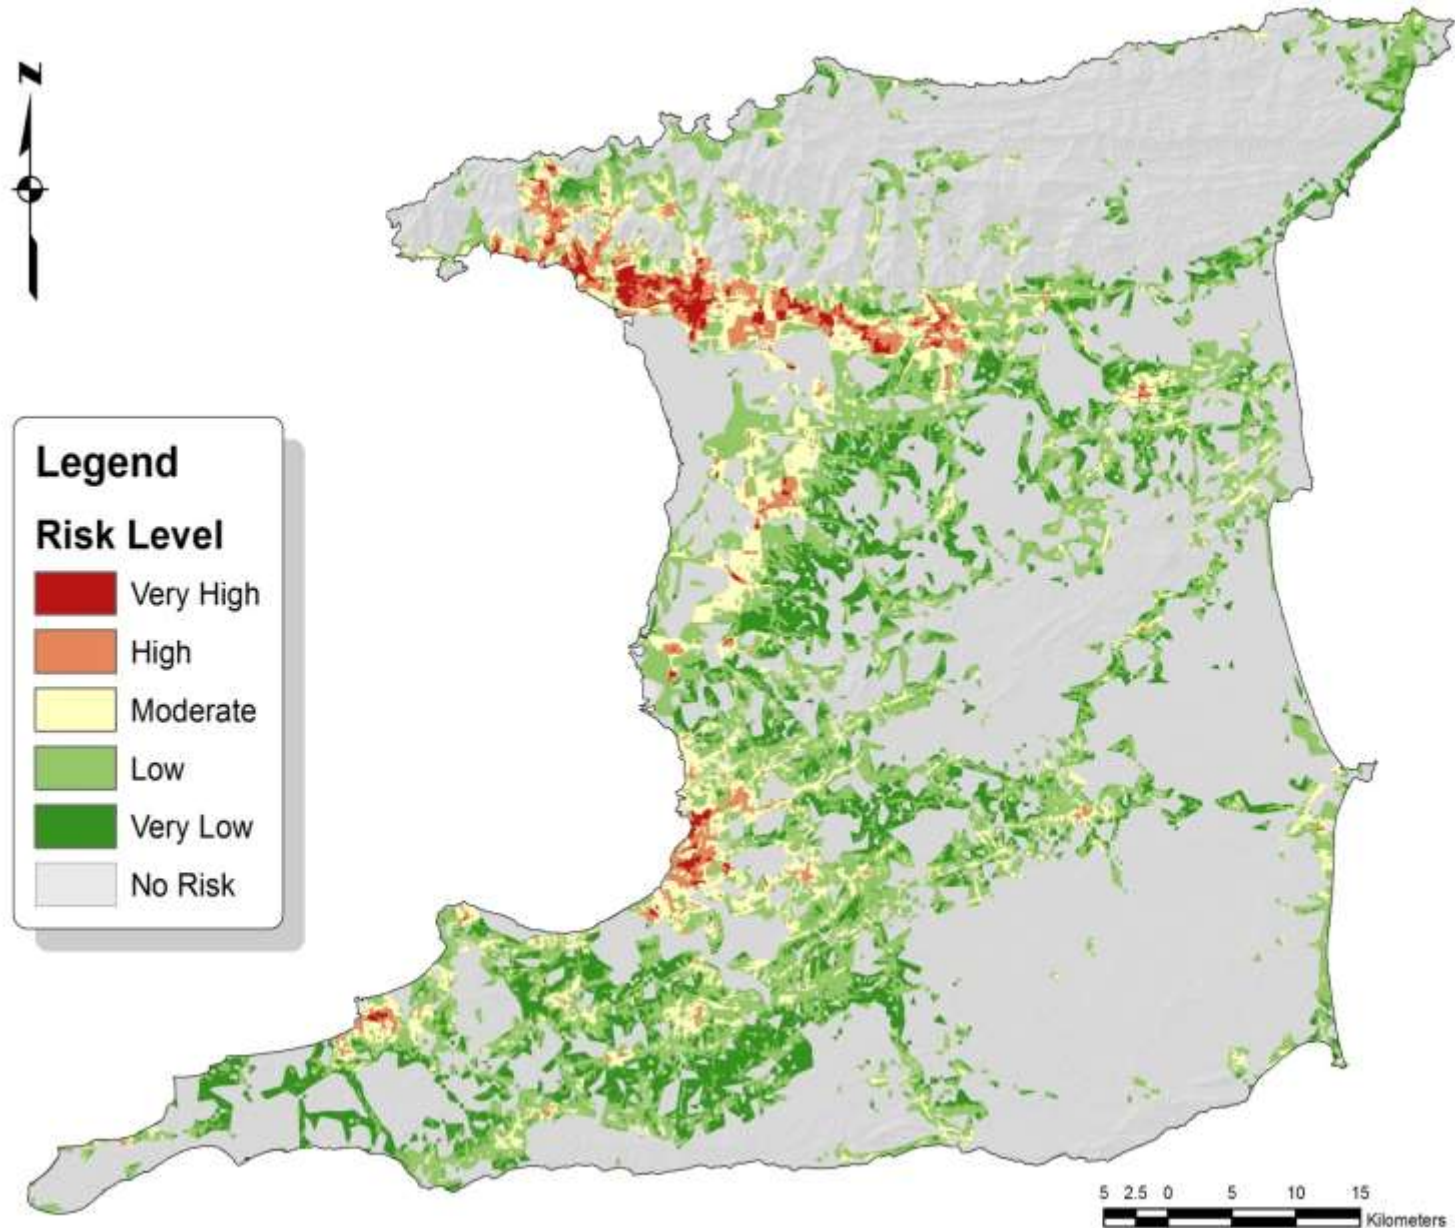 N
Legend
Risk Level
Very High
High
Moderate
Low
Very Low
No Risk
5 2.5 0 5 10 15
Kilometers